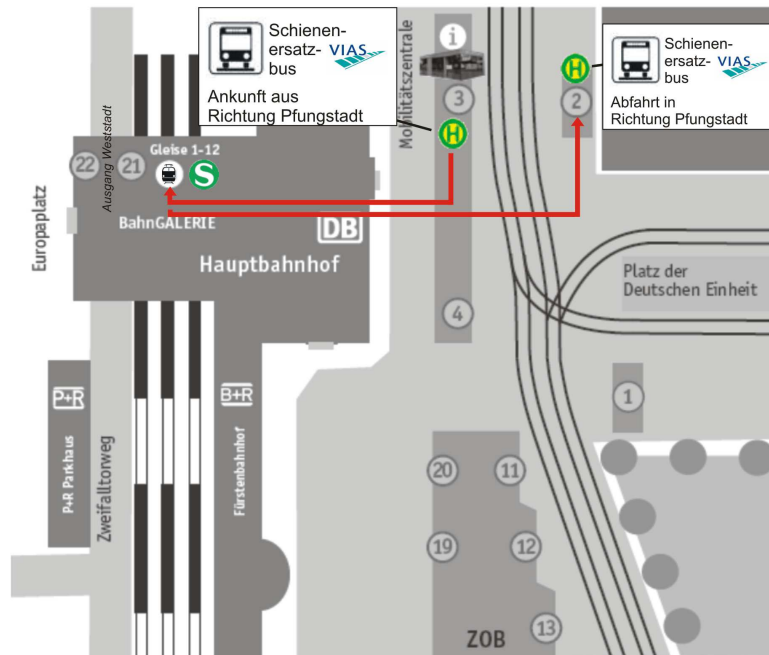 Schienen-
ersatz-
bus
VIAS
Ankunft aus
Richtung Pfungstadt
i
Mobilitätszentrale
3
H
H
2
Schienen-
ersatz-
bus
VIAS
Abfahrt in
Richtung Pfungstadt
22
Ausgang Weststadt
21
Gleise 1-12
S
Europaplatz
BahnGALERIE
DB
Hauptbahnhof
4
Platz der
Deutschen Einheit
1
P+R
P+R Parkhaus
Zweifalltorweg
B+R
Fürstenbahnhof
20
11
19
12
13
ZOB